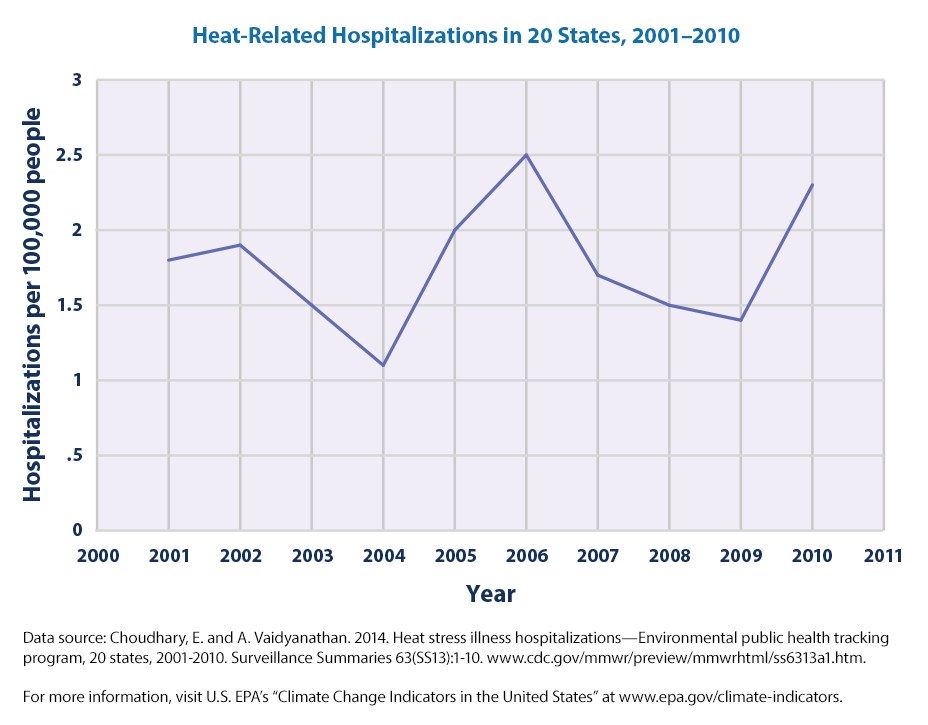 Heat-Related Hospitalizations in 20 States, 2001–2010
Hospitalizations per 100,000 people
3
2.5
2
1.5
1
.5
0
2000 2001 2002 2003 2004 2005 2006 2007 2008 2009 2010 2011
Year
Data source: Choudhary, E. and A. Vaidyanathan. 2014. Heat stress illness hospitalizations—Environmental public health tracking
program, 20 states, 2001-2010. Surveillance Summaries 63(SS13):1-10. www.cdc.gov/mmwr/preview/mmwrhtml/ss6313a1.htm.
For more information, visit U.S. EPA’s “Climate Change Indicators in the United States” at www.epa.gov/climate-indicators.